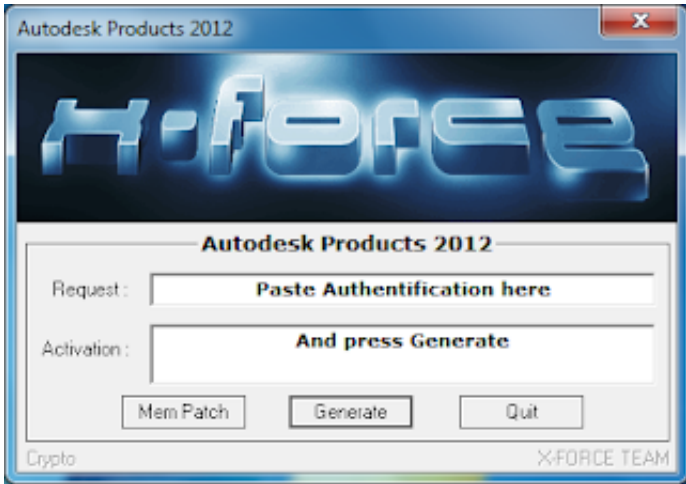 Autodesk Products 2012
x-force
Autodesk Products 2012
Request : Paste Authentification here
Activation : And press Generate
Mem Patch Generate Quit
Crypto X-FORCE TEAM